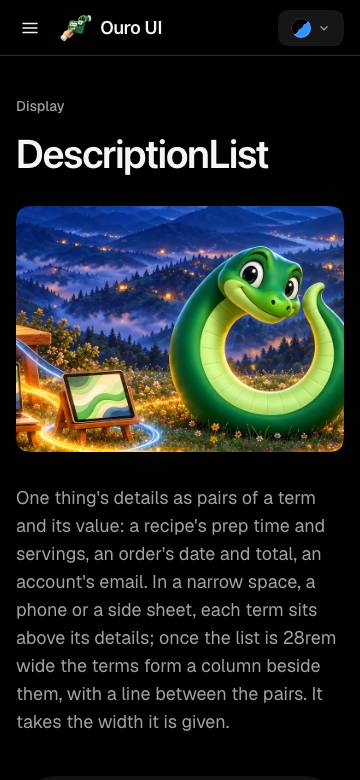 Ouro UI
Display
DescriptionList
One thing's details as pairs of a term
and its value: a recipe's prep time and
servings, an order's date and total, an
account's email. In a narrow space, a
phone or a side sheet, each term sits
above its details; once the list is 28rem
wide the terms form a column beside
them, with a line between the pairs. It
takes the width it is given.